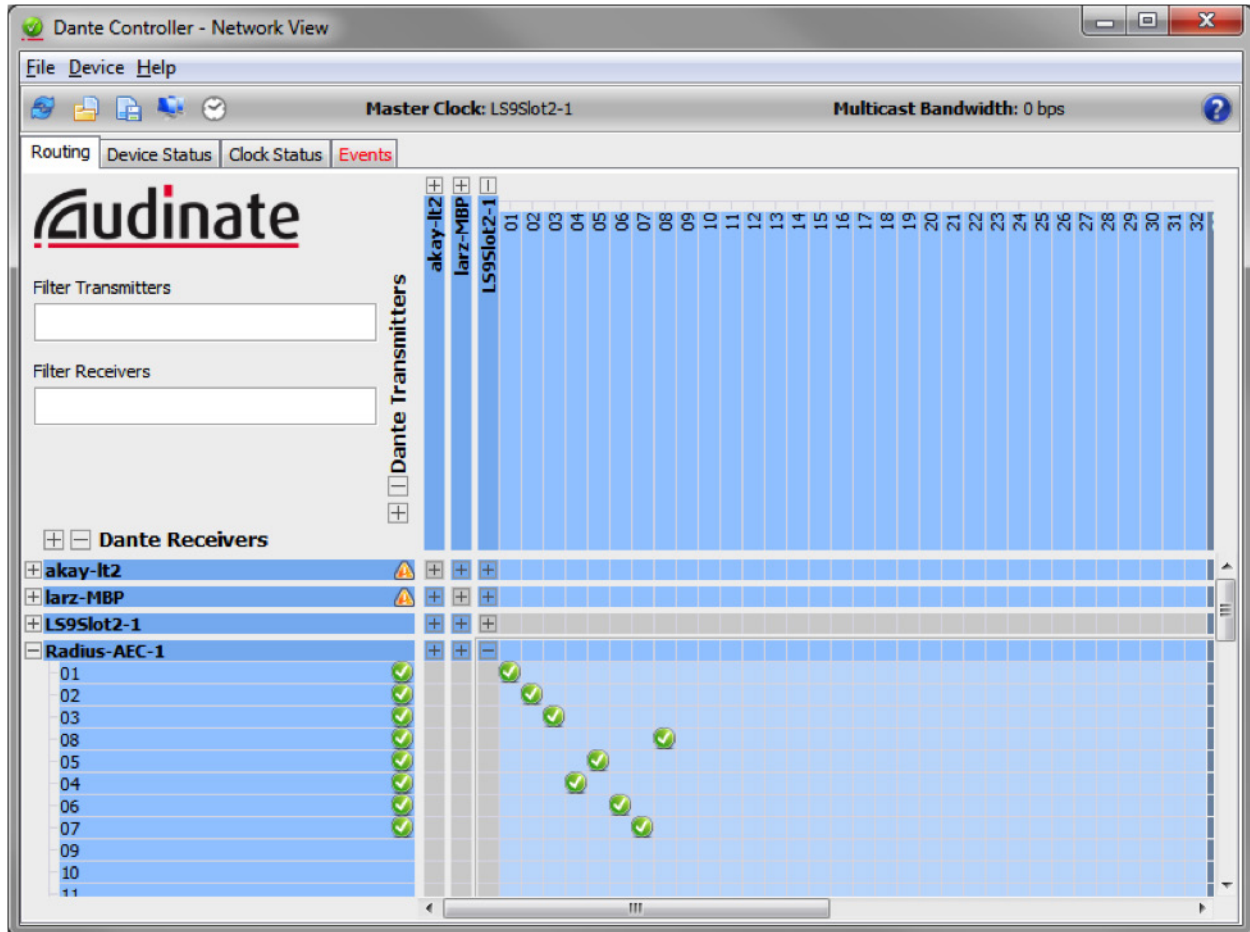 Dante Controller - Network View
File Device Help
Master Clock: LS9Slot2-1 Multicast Bandwidth: 0 bps
Routing Device Status Clock Status Events
Audinate
Filter Transmitters
Filter Receivers
Dante Transmitters
akay-lt2
larz-MBP
LS9Slot2-1
01 02 03 04 05 06 07 08 09 10 11 12 13 14 15 16 17 18 19 20 21 22 23 24 25 26 27 28 29 30 31 32
Dante Receivers
akay-lt2
larz-MBP
LS9Slot2-1
Radius-AEC-1
01
02
03
08
05
04
06
07
09
10
11